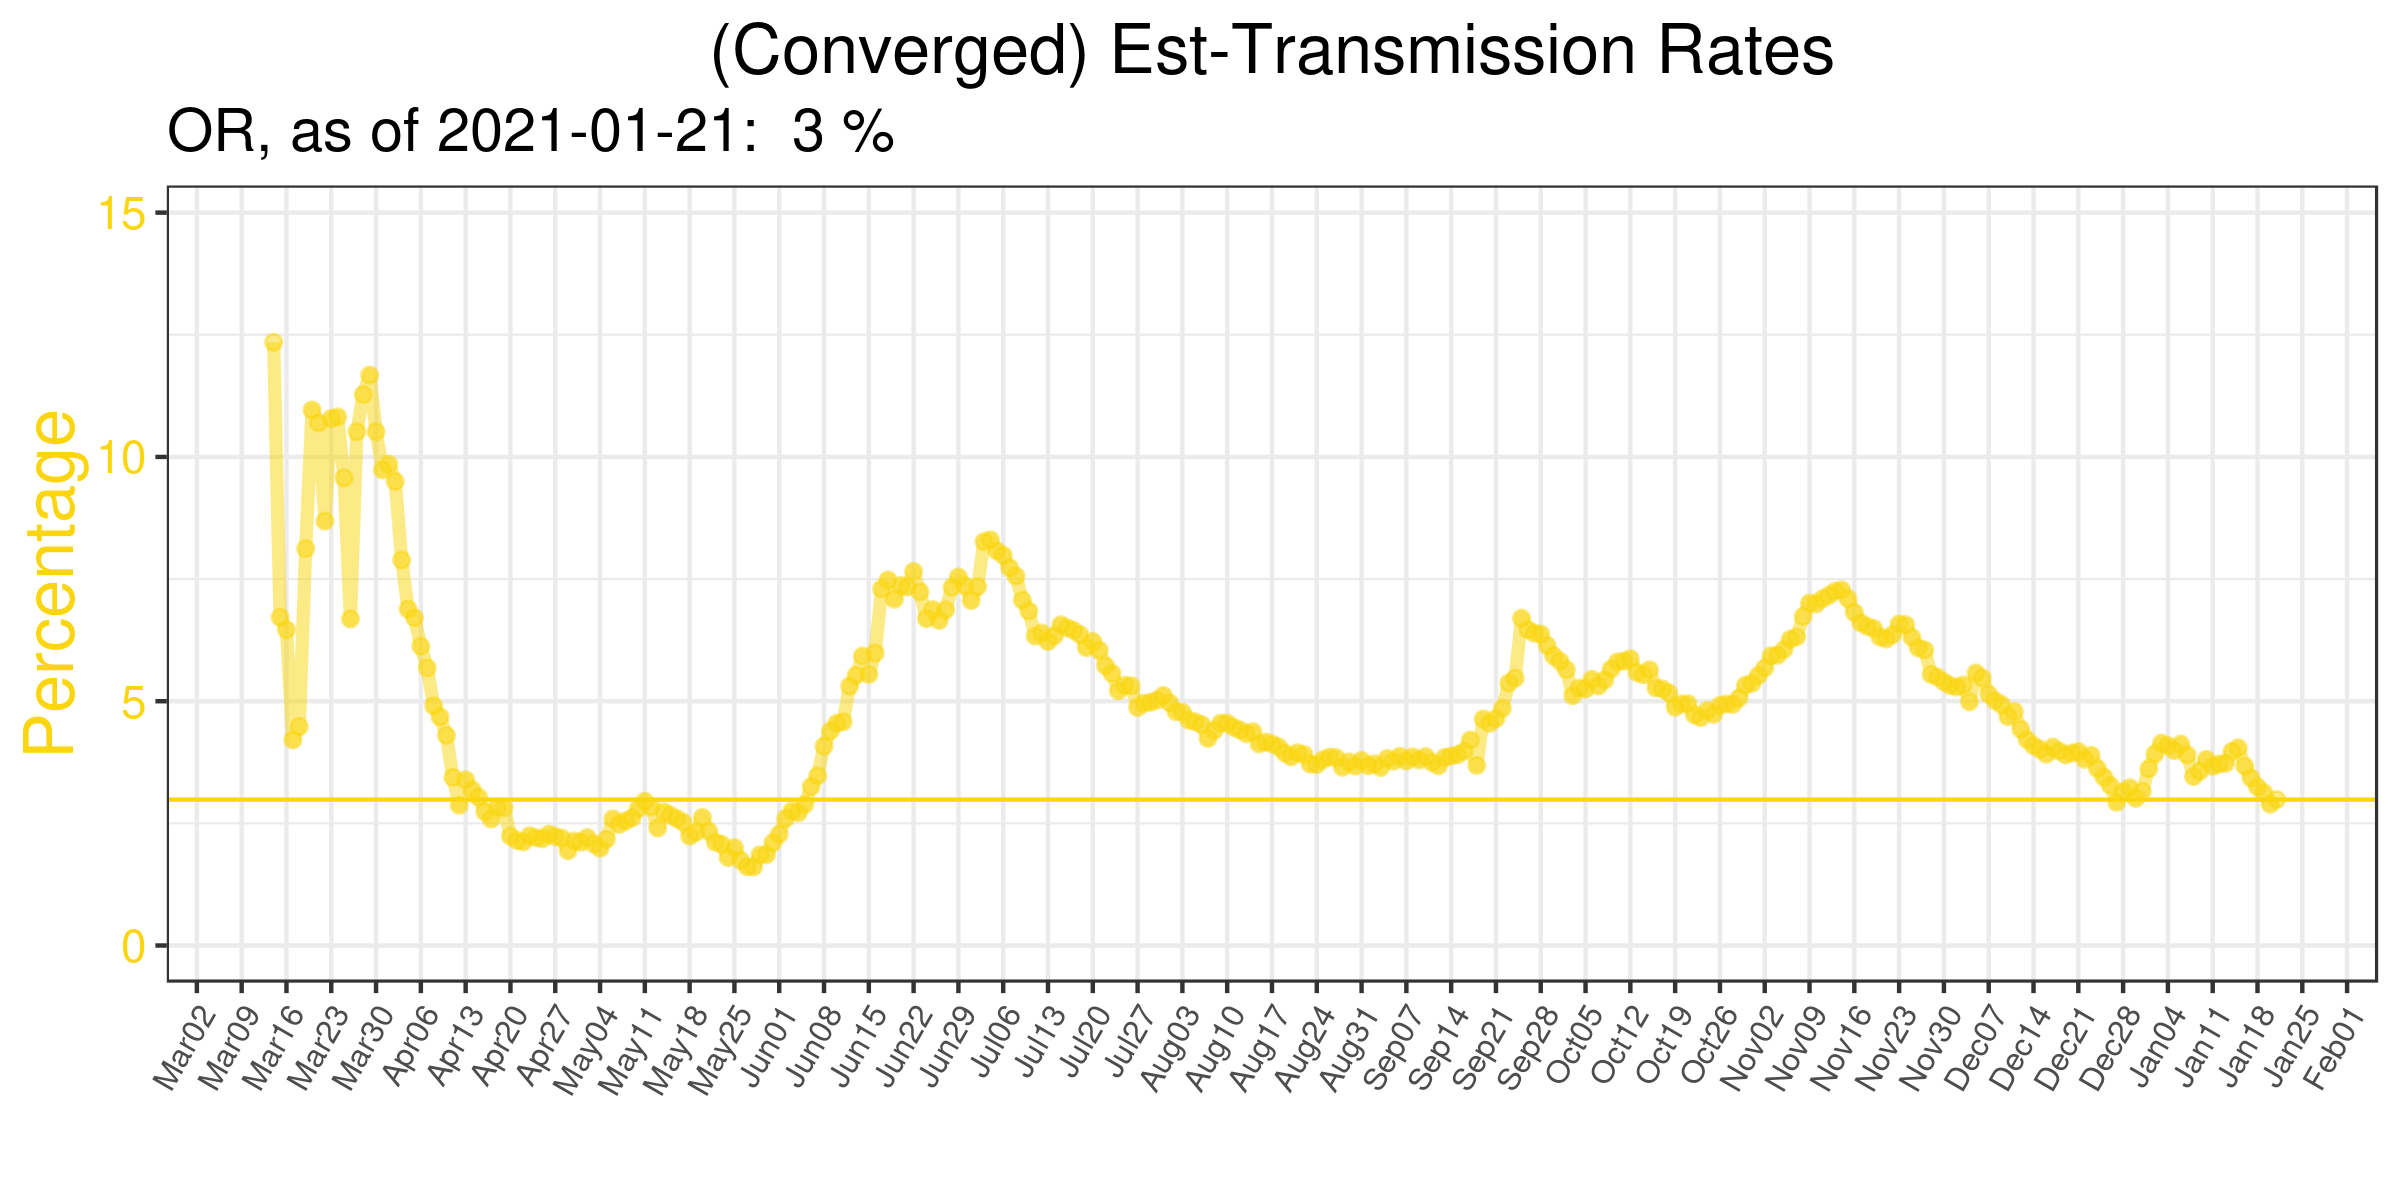 (Converged) Est-Transmission Rates
OR, as of 2021-01-21:  3 %
Percentage
15
10
5
0
Mar02 Mar09 Mar16 Mar23 Mar30 Apr06 Apr13 Apr20 Apr27 May04 May11 May18 May25 Jun01 Jun08 Jun15 Jun22 Jun29 Jul06 Jul13 Jul20 Jul27 Aug03 Aug10 Aug17 Aug24 Aug31 Sep07 Sep14 Sep21 Sep28 Oct05 Oct12 Oct19 Oct26 Nov02 Nov09 Nov16 Nov23 Nov30 Dec07 Dec14 Dec21 Dec28 Jan04 Jan11 Jan18 Jan25 Feb01